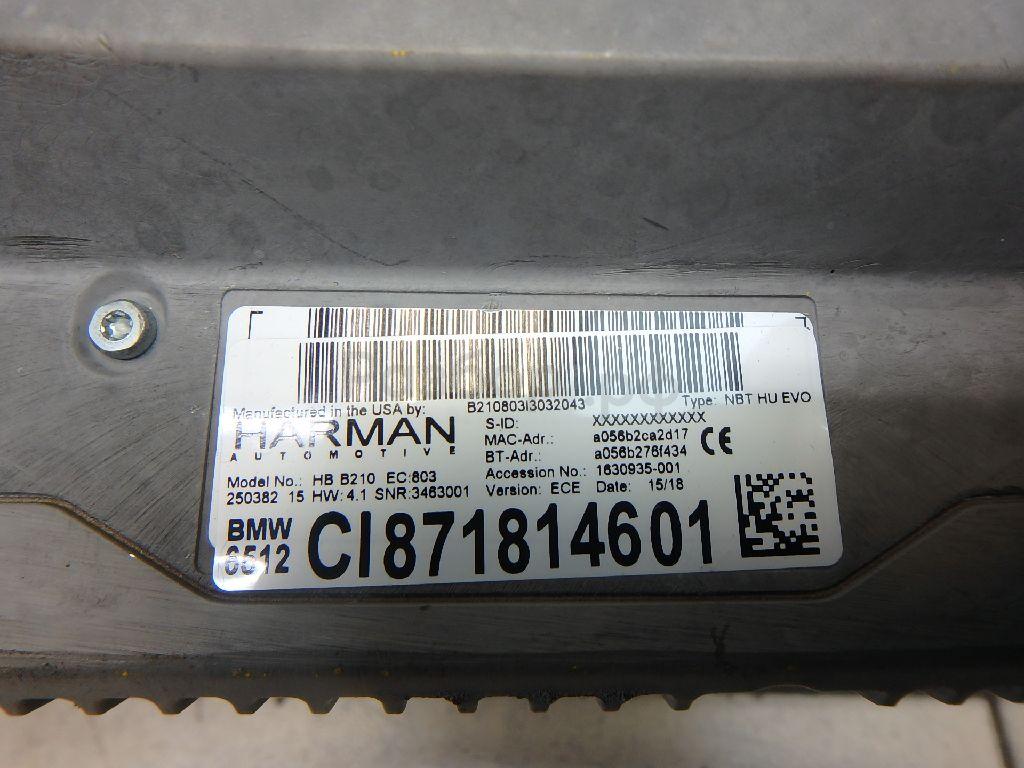 B210803I3032043
Type: NBT HU EVO
Manufactured in the USA by:
HARMAN
AUTOMOTIVE
S-ID: XXXXXXXXXXXX
MAC-Adr.: a056b2ca2d17
BT-Adr.: a056b276f434
CE
Accession No.: 1630935-001
Model No.: HB B210 EC:803
250382 15 HW: 4.1 SNR:3463001
Version: ECE Date: 15/18
BMW
6512
CI871814601